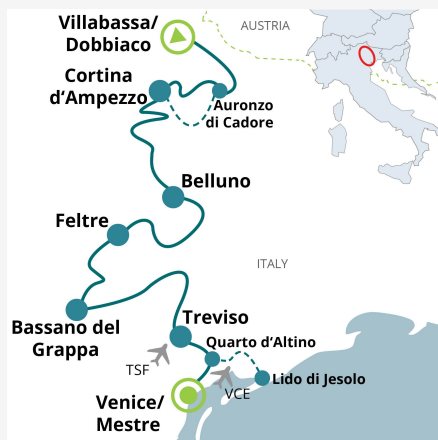 Villabassa/
Dobbiaco
AUSTRIA
Cortina
d'Ampezzo
Auronzo
di Cadore
Belluno
Feltre
ITALY
Bassano del
Grappa
Treviso
Quarto d'Altino
TSF
Lido di Jesolo
VCE
Venice/
Mestre